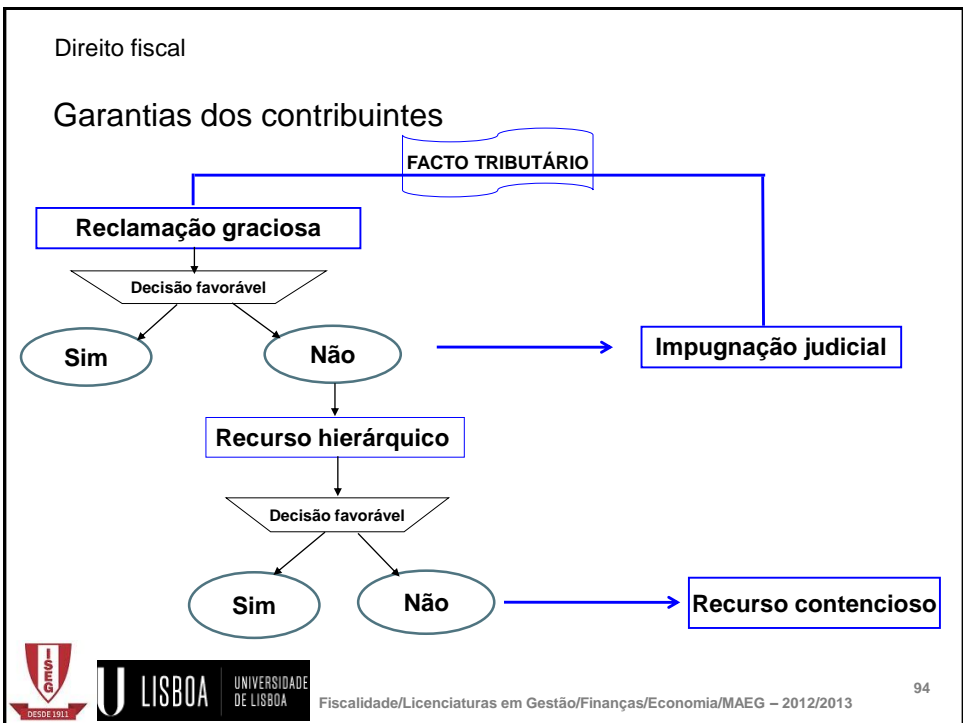 Direito fiscal
Garantias dos contribuintes
FACTO TRIBUTÁRIO
Reclamação graciosa
Decisão favorável
Sim
Não
Impugnação judicial
Recurso hierárquico
Decisão favorável
Sim
Não
Recurso contencioso
ISEG
DESDE 1911
U LISBOA
UNIVERSIDADE
DE LISBOA
Fiscalidade/Licenciaturas em Gestão/Finanças/Economia/MAEG – 2012/2013
94